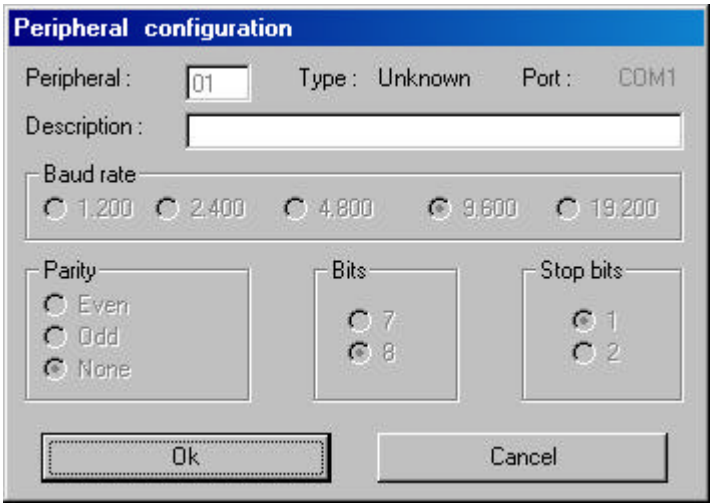 Peripheral configuration
Peripheral : 01 Type : Unknown Port : COM1
Description :
Baud rate
1.200 2.400 4.800 9.600 19.200
Parity Bits Stop bits
Even
7 1
Odd
8 2
None
Ok Cancel